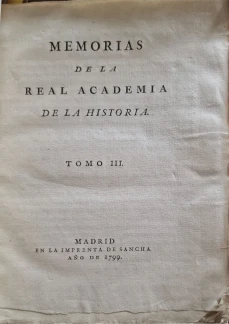 MEMORIAS
DE LA
REAL ACADEMIA
DE LA HISTORIA.
TOMO III.
MADRID
EN LA IMPRENTA DE SANCHA.
AÑO DE 1799.